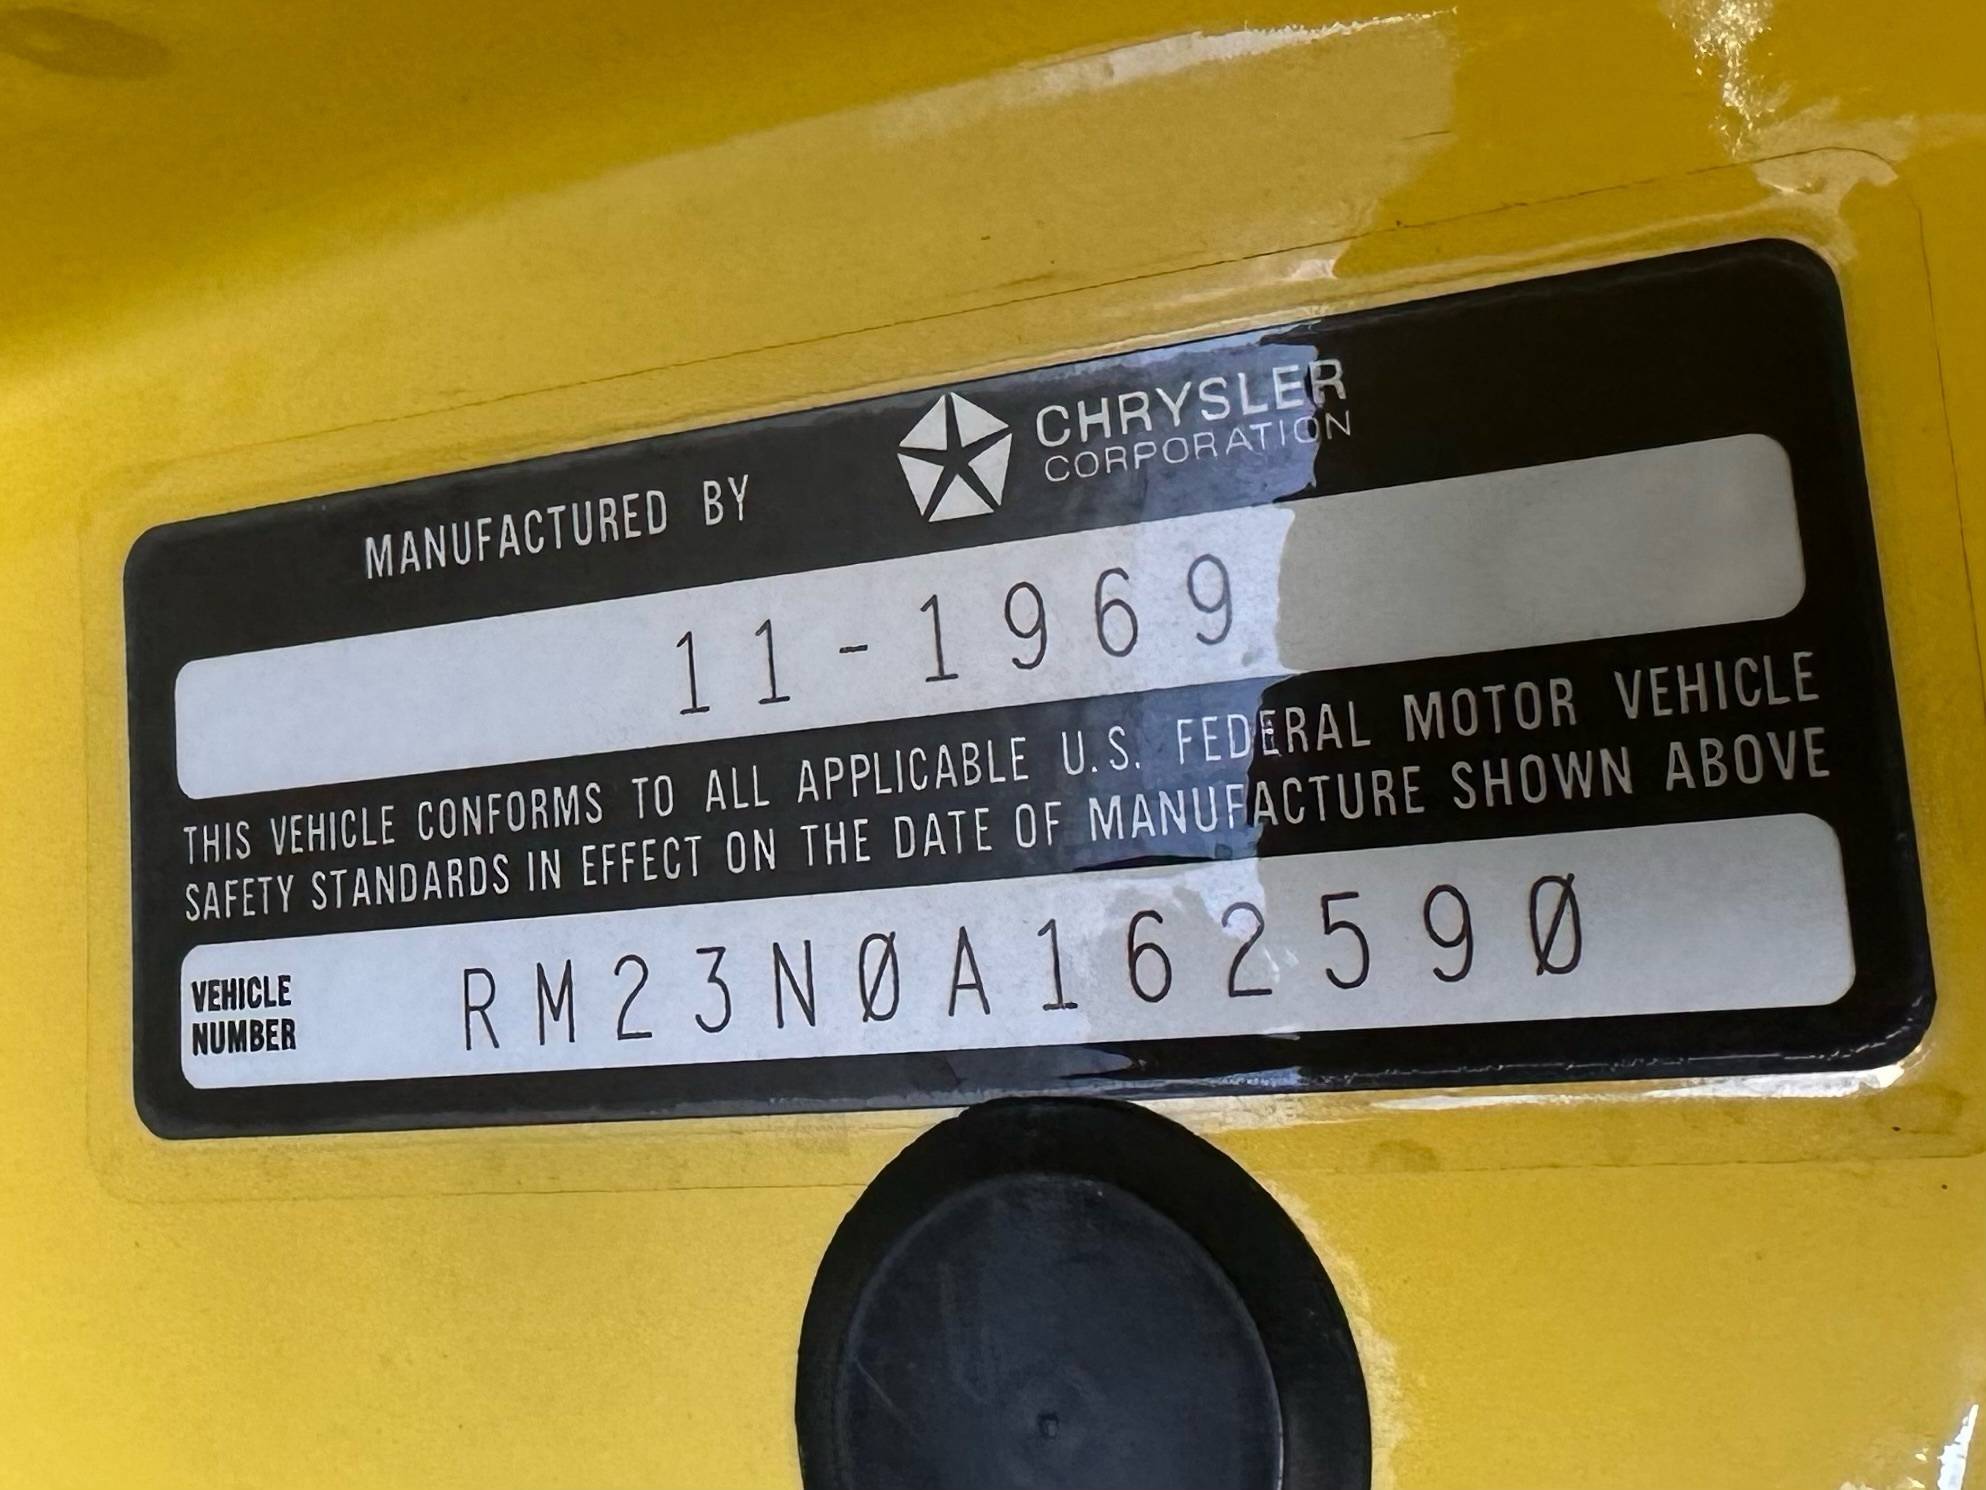 MANUFACTURED BY CHRYSLER
CORPORATION
11-1969
THIS VEHICLE CONFORMS TO ALL APPLICABLE U.S. FEDERAL MOTOR VEHICLE
SAFETY STANDARDS IN EFFECT ON THE DATE OF MANUFACTURE SHOWN ABOVE
VEHICLE
NUMBER
RM23N0A162590